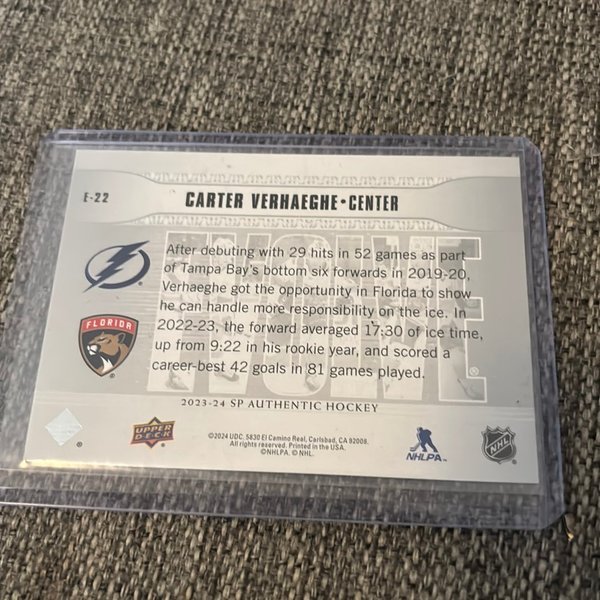 E-22
CARTER VERHAEGHE•CENTER
After debuting with 29 hits in 52 games as part
of Tampa Bay's bottom six forwards in 2019-20,
Verhaeghe got the opportunity in Florida to show
he can handle more responsibility on the ice. In
2022-23, the forward averaged 17:30 of ice time,
up from 9:22 in his rookie year, and scored a
career-best 42 goals in 81 games played.
FLORIDA
2023-24 SP AUTHENTIC HOCKEY
UPPER
DECK
©2024 UDC, 5830 El Camino Real, Carlsbad, CA 92008.
All rights reserved. Printed in the USA.
©NHLPA. © NHL.
NHLPA
NHL